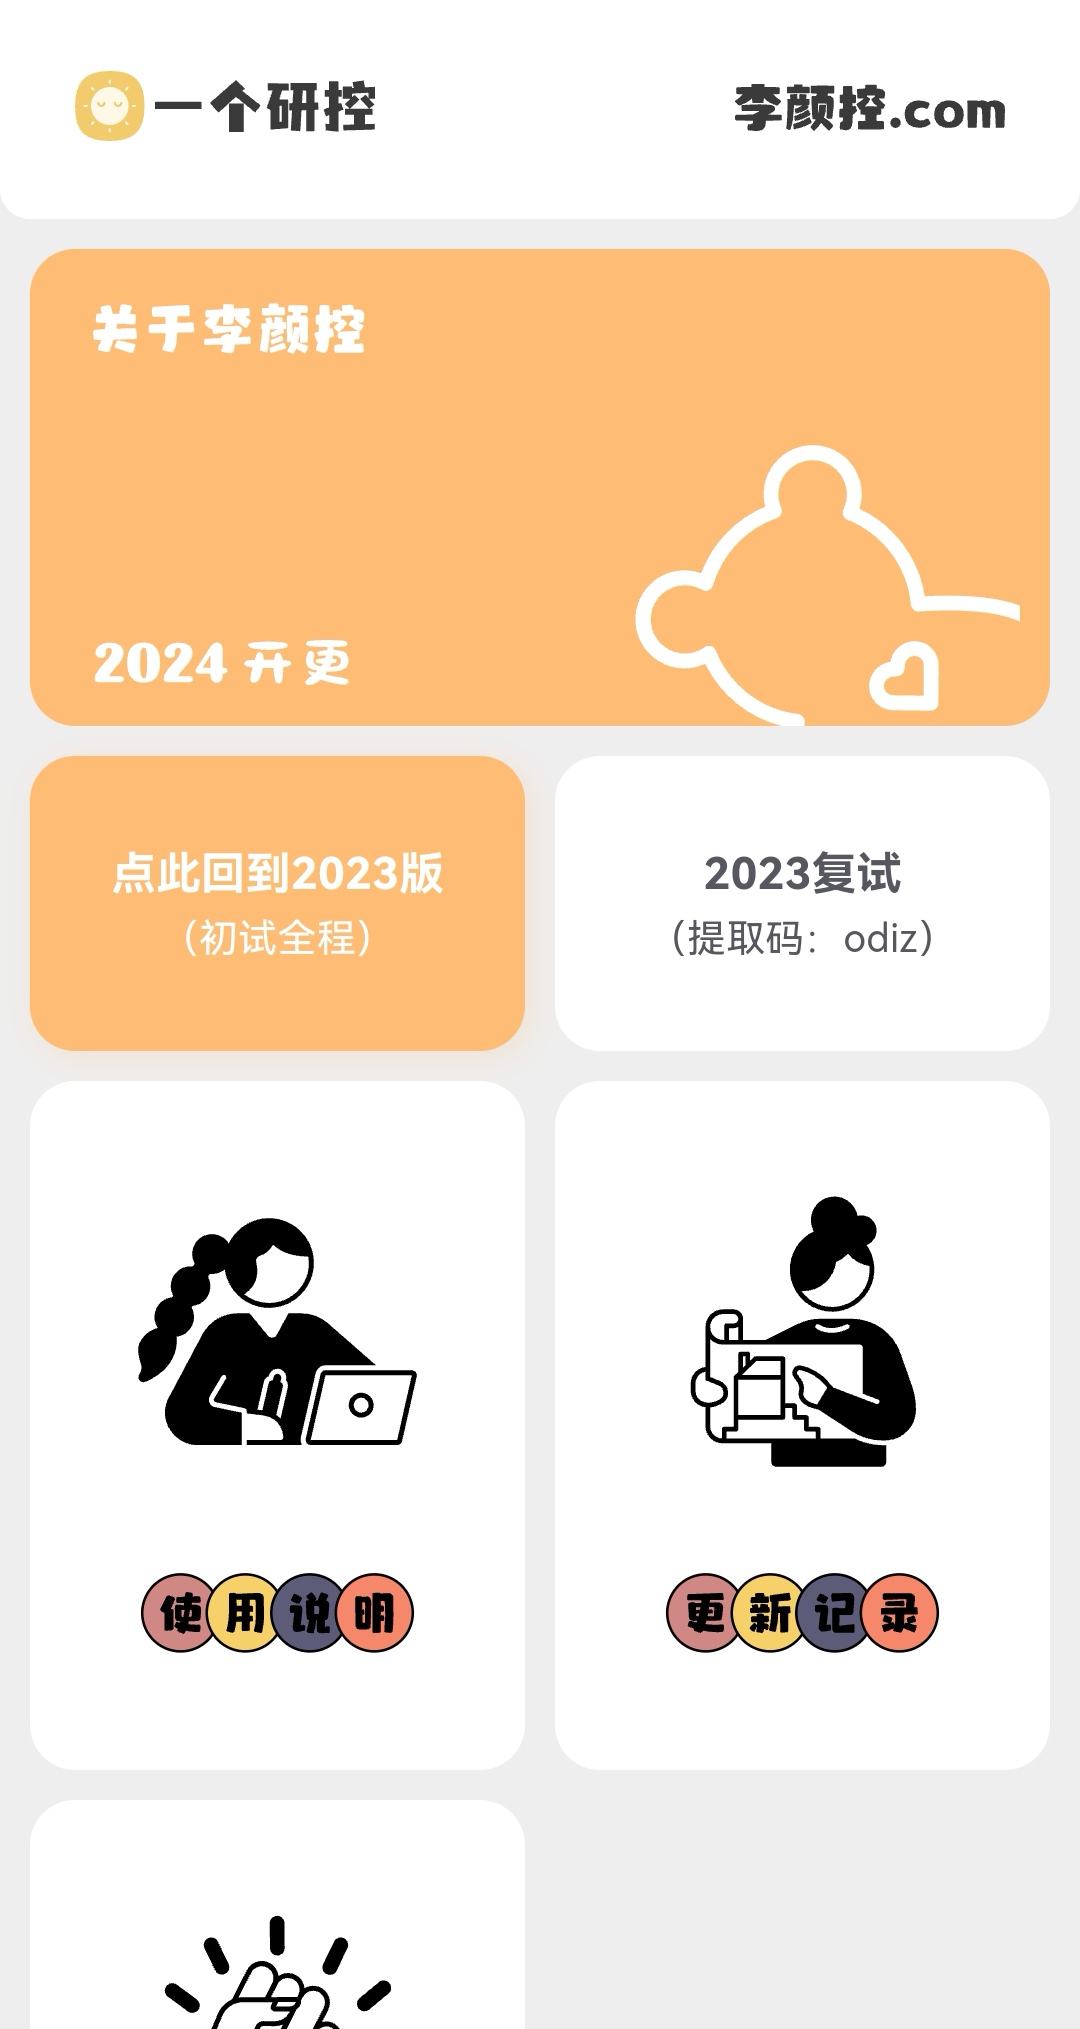 一个研控
李颜控.com
关于李颜控
2024 开更
点此回到2023版
（初试全程）
2023复试
（提取码：odiz）
使用说明
更新记录